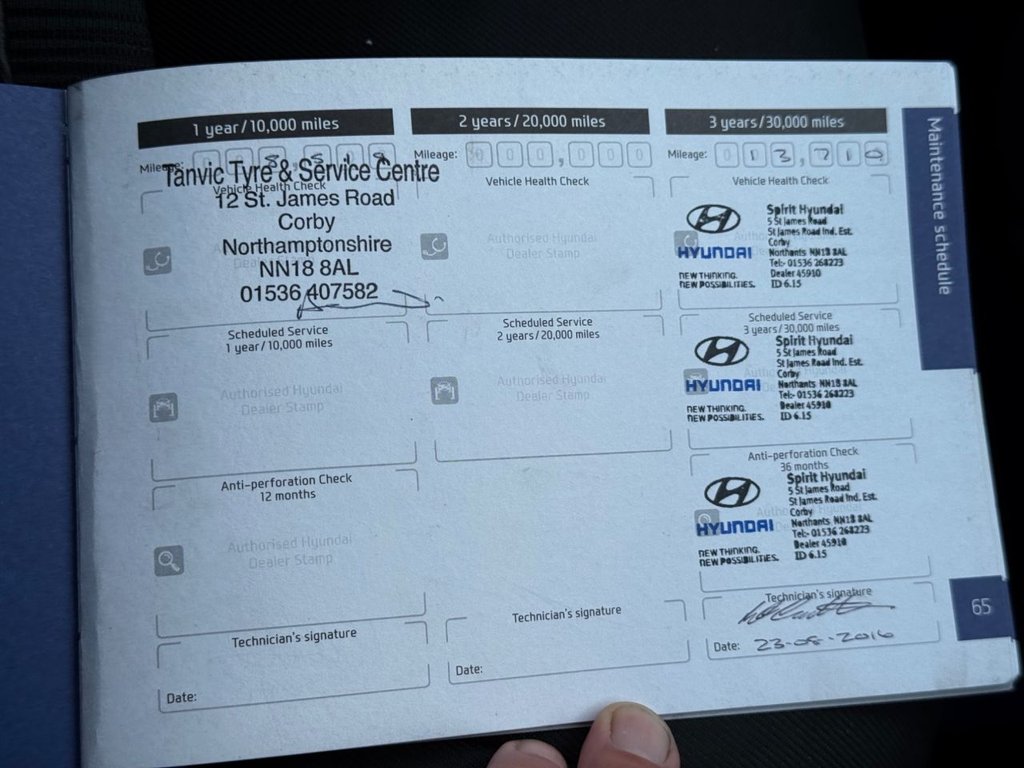 1 year/10,000 miles
Mileage:
Tanvic Tyre & Service Centre
Vehicle Health Check
12 St. James Road
Corby
Northamptonshire
NN18 8AL
01536 407582
Scheduled Service
1 year/10,000 miles
Authorised Hyundai
Dealer Stamp
Anti-perforation Check
12 months
Authorised Hyundai
Dealer Stamp
Technician's signature
Date:
2 years/20,000 miles
Mileage: 000,000
Vehicle Health Check
Authorised Hyundai
Dealer Stamp
Scheduled Service
2 years/20,000 miles
Authorised Hyundai
Dealer Stamp
Technician's signature
Date:
3 years/30,000 miles
Mileage: 013,710
Vehicle Health Check
HYUNDAI
NEW THINKING.
NEW POSSIBILITIES.
Spirit Hyundai
5 St James Road
St James Road Ind. Est.
Corby
Northants NN18 8AL
Tel:- 01536 268223
Dealer 45910
ID 6.15
Scheduled Service
3 years/30,000 miles
HYUNDAI
NEW THINKING.
NEW POSSIBILITIES.
Spirit Hyundai
5 St James Road
St James Road Ind. Est.
Corby
Northants NN18 8AL
Tel:- 01536 268223
Dealer 45910
ID 6.15
Anti-perforation Check
36 months
HYUNDAI
NEW THINKING.
NEW POSSIBILITIES.
Spirit Hyundai
5 St James Road
St James Road Ind. Est.
Corby
Northants NN18 8AL
Tel:- 01536 268223
Dealer 45910
ID 6.15
Technician's signature
Date: 23-08-2016
Maintenance schedule
65